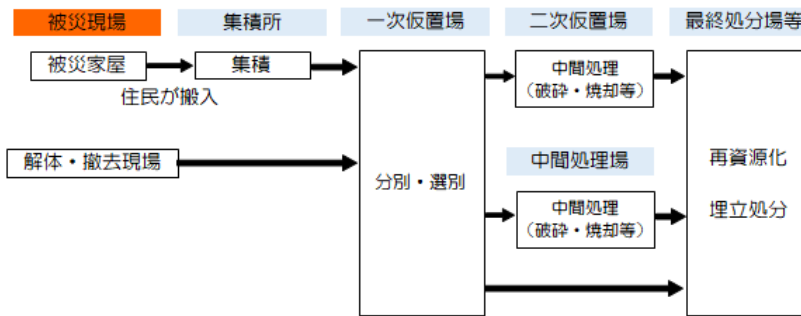 被災現場
集積所
一次仮置場
二次仮置場
最終処分場等
被災家屋
集積
住民が搬入
解体・撤去現場
分別・選別
中間処理
（破砕・焼却等）
中間処理場
中間処理
（破砕・焼却等）
再資源化
埋立処分